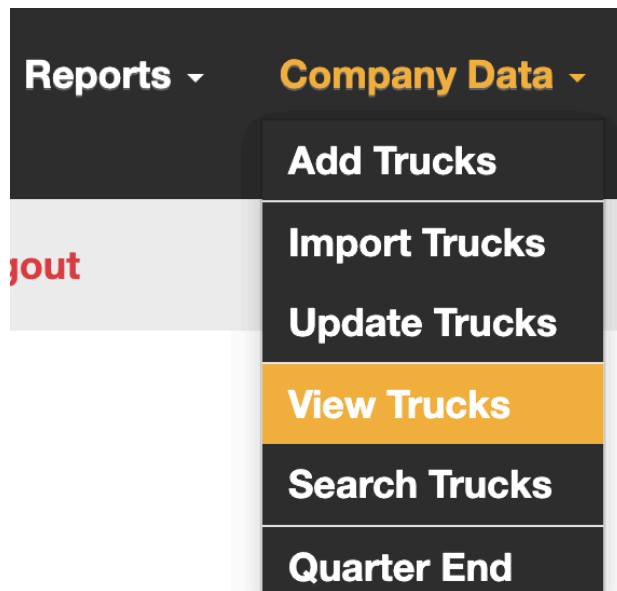 Reports
Company Data
Add Trucks
Import Trucks
gout
Update Trucks
View Trucks
Search Trucks
Quarter End